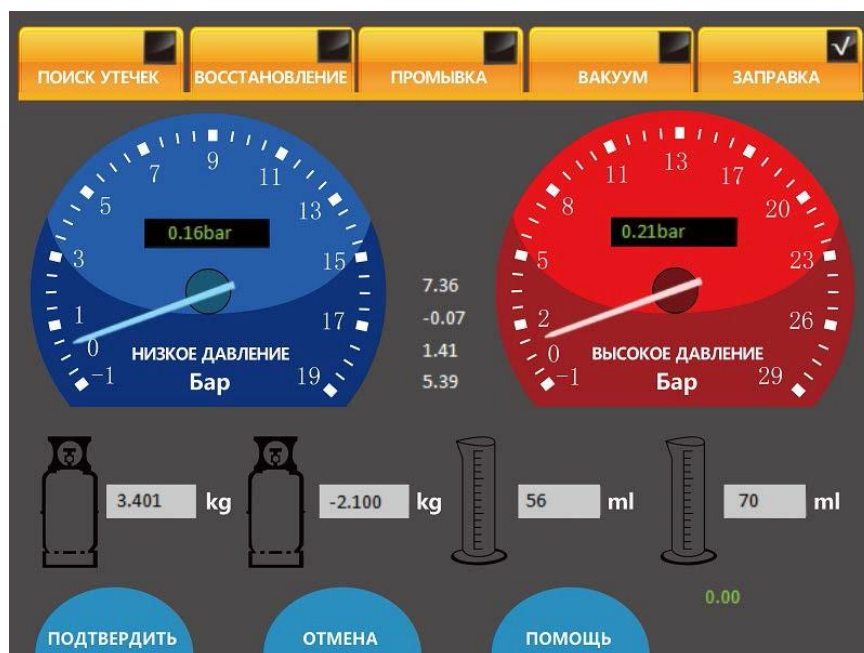 ПОИСК УТЕЧЕК
ВОССТАНОВЛЕНИЕ
ПРОМЫВКА
ВАКУУМ
ЗАПРАВКА
-1
0
1
3
5
7
9
11
13
15
17
19
0.16bar
НИЗКОЕ ДАВЛЕНИЕ
Бар
7.36
-0.07
1.41
5.39
-1
0
2
5
8
11
13
17
20
23
26
29
0.21bar
ВЫСОКОЕ ДАВЛЕНИЕ
Бар
3.401 kg
-2.100 kg
56 ml
70 ml
0.00
ПОДТВЕРДИТЬ
ОТМЕНА
ПОМОЩЬ